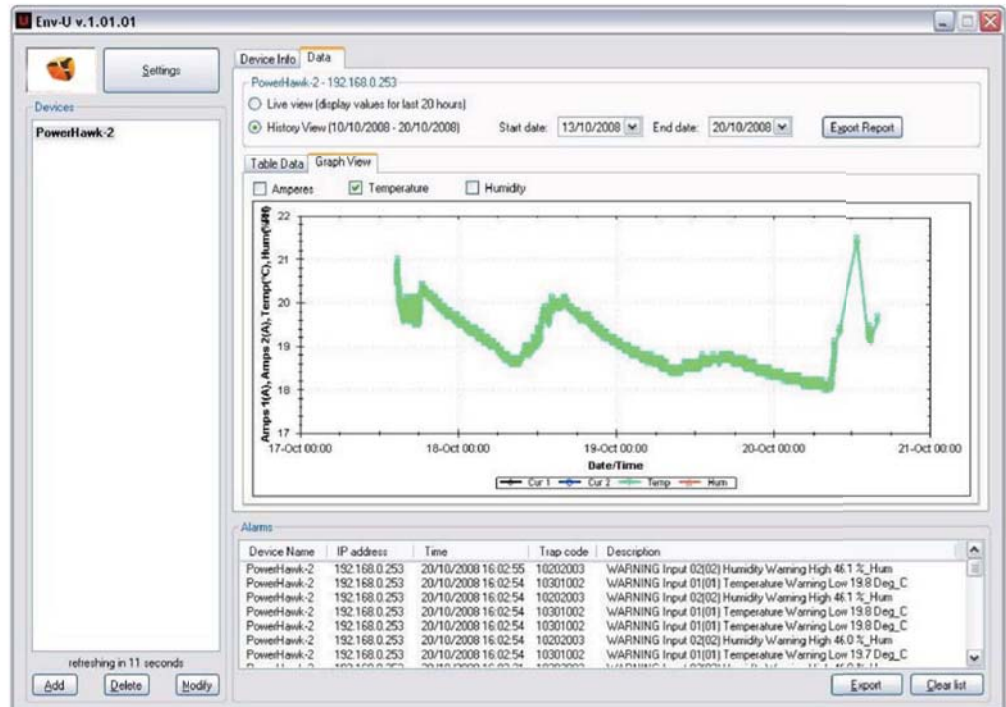 Env-U v.1.01.01
Settings
Devices
PowerHawk-2
refreshing in 11 seconds
Add Delete Modify
Device Info Data
PowerHawk-2 - 192.168.0.253
Live view (display values for last 20 hours)
History View (10/10/2008 - 20/10/2008) Start date: 13/10/2008 End date: 20/10/2008 Export Report
Table Data Graph View
Amperes Temperature Humidity
Amps 1(A), Amps 2(A), Temp(°C), Hum(%RH)
22
21
20
19
18
17
17-Oct 00:00 18-Oct 00:00 19-Oct 00:00 20-Oct 00:00 21-Oct 00:00
Date/Time
Cur 1 Cur 2 Temp Hum
Alarms
Device Name IP address Time Trap code Description
PowerHawk-2 192.168.0.253 20/10/2008 16:02:55 10202003 WARNING Input 02(02) Humidity Warning High 46.1 %_Hum
PowerHawk-2 192.168.0.253 20/10/2008 16:02:54 10301002 WARNING Input 01(01) Temperature Warning Low 19.8 Deg_C
PowerHawk-2 192.168.0.253 20/10/2008 16:02:54 10202003 WARNING Input 02(02) Humidity Warning High 46.1 %_Hum
PowerHawk-2 192.168.0.253 20/10/2008 16:02:54 10301002 WARNING Input 01(01) Temperature Warning Low 19.8 Deg_C
PowerHawk-2 192.168.0.253 20/10/2008 16:02:54 10301002 WARNING Input 01(01) Temperature Warning Low 19.8 Deg_C
PowerHawk-2 192.168.0.253 20/10/2008 16:02:54 10202003 WARNING Input 02(02) Humidity Warning High 46.0 %_Hum
PowerHawk-2 192.168.0.253 20/10/2008 16:02:54 10301002 WARNING Input 01(01) Temperature Warning Low 19.7 Deg_C
Export Clear list